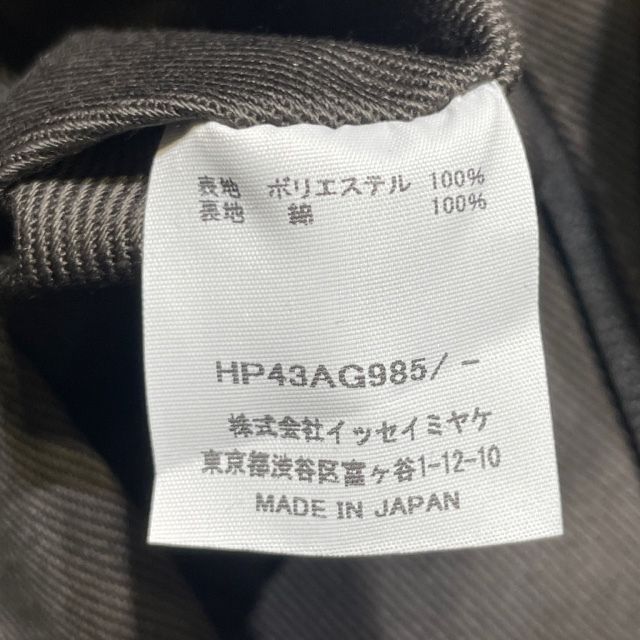 表地 ポリエステル 100%
表地 綿 100%
HP43AG985/ -
株式会社イッセイミヤケ
東京都渋谷区富ヶ谷1-12-10
MADE IN JAPAN